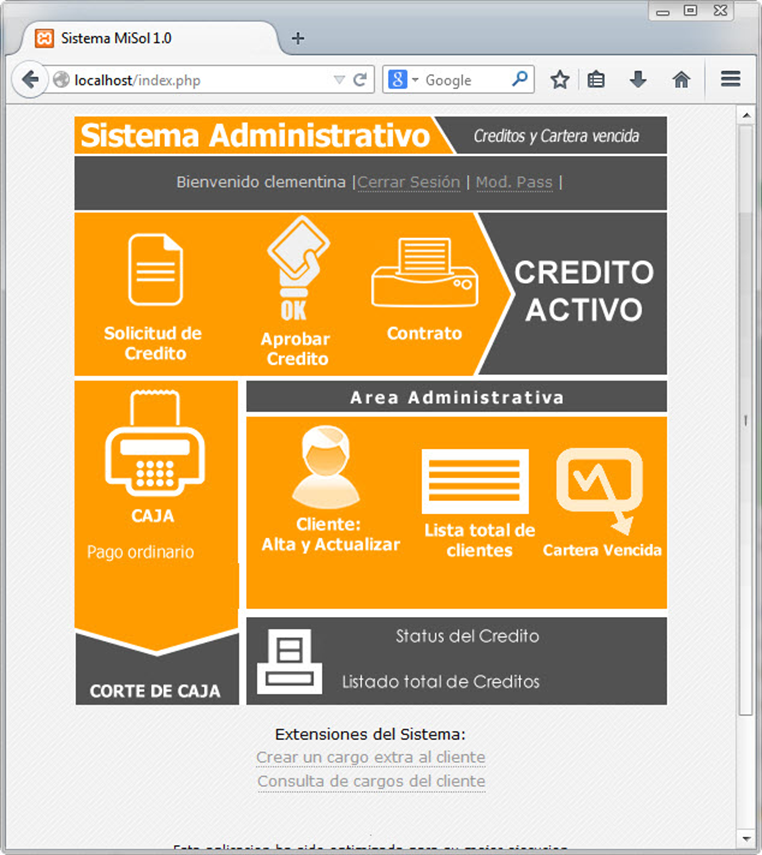 Sistema MiSol 1.0
localhost/index.php
Google
Sistema Administrativo
Creditos y Cartera vencida
Bienvenido clementina |Cerrar Sesión | Mod. Pass |
Solicitud de
Credito
OK
Aprobar
Credito
Contrato
CREDITO
ACTIVO
CAJA
Pago ordinario
CORTE DE CAJA
Area Administrativa
Cliente:
Alta y Actualizar
Lista total de
clientes
Cartera Vencida
Status del Credito
Listado total de Creditos
Extensiones del Sistema:
Crear un cargo extra al cliente
Consulta de cargos del cliente